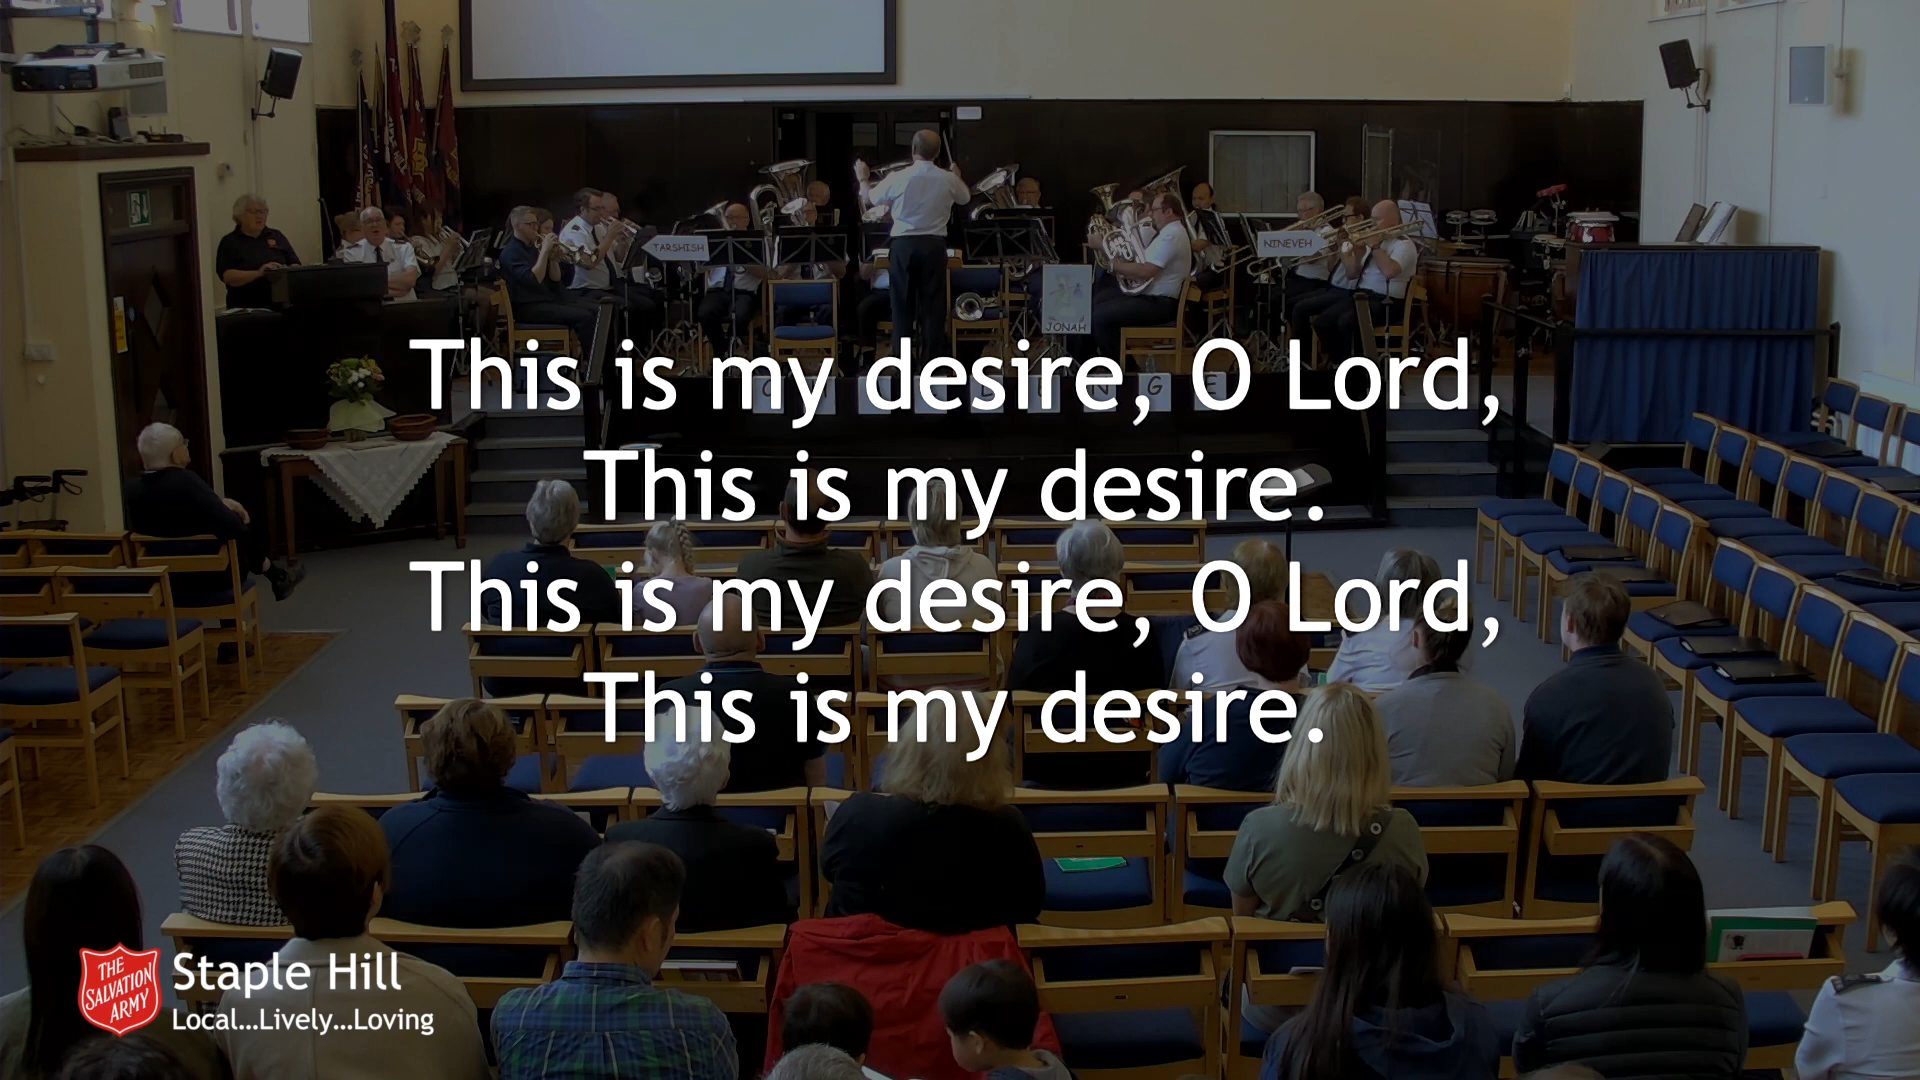 TARSHISH
NINEVEH
JONAH
This is my desire, O Lord,
This is my desire.
This is my desire, O Lord,
This is my desire.
THE
SALVATION
ARMY
Staple Hill
Local...Lively...Loving